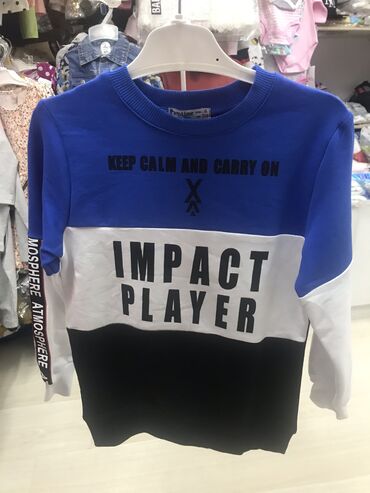 KEEP CALM AND CARRY ON
IMPACT
PLAYER
MOSPHERE ATMOSPHERE